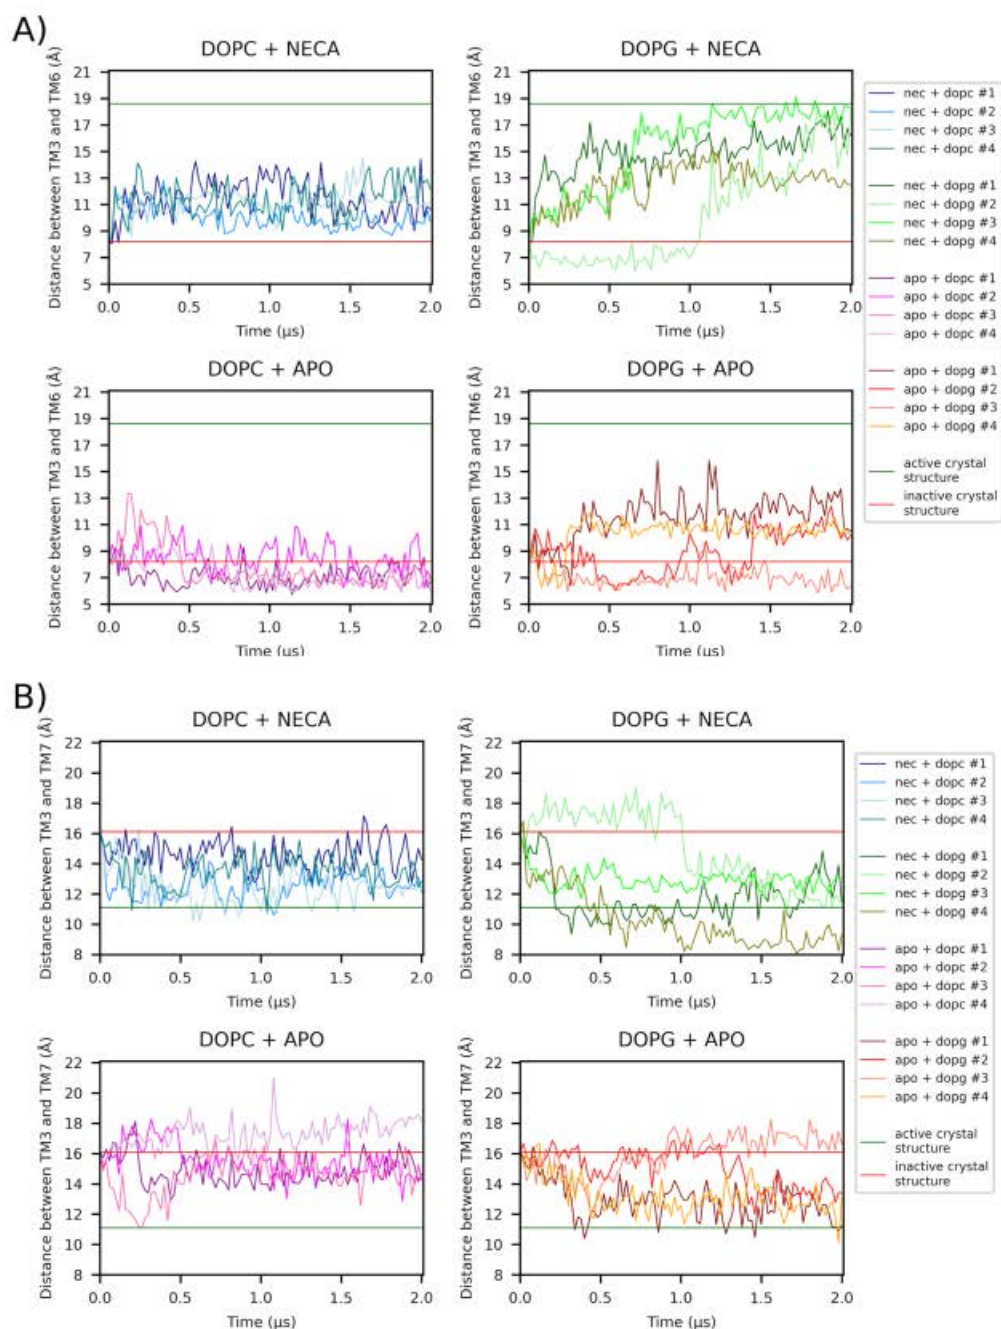 A)
DOPC + NECA
DOPG + NECA
Distance between TM3 and TM6 (Å)
21
19
17
15
13
11
9
7
5
0.0 0.5 1.0 1.5 2.0
Time (μs)
Distance between TM3 and TM6 (Å)
21
19
17
15
13
11
9
7
5
0.0 0.5 1.0 1.5 2.0
Time (μs)
nec + dopc #1
nec + dopc #2
nec + dopc #3
nec + dopc #4
nec + dopg #1
nec + dopg #2
nec + dopg #3
nec + dopg #4
apo + dopc #1
apo + dopc #2
apo + dopc #3
apo + dopc #4
apo + dopg #1
apo + dopg #2
apo + dopg #3
apo + dopg #4
active crystal
structure
inactive crystal
structure
DOPC + APO
DOPG + APO
Distance between TM3 and TM6 (Å)
21
19
17
15
13
11
9
7
5
0.0 0.5 1.0 1.5 2.0
Time (μs)
Distance between TM3 and TM6 (Å)
21
19
17
15
13
11
9
7
5
0.0 0.5 1.0 1.5 2.0
Time (μs)
B)
DOPC + NECA
DOPG + NECA
Distance between TM3 and TM7 (Å)
22
20
18
16
14
12
10
8
0.0 0.5 1.0 1.5 2.0
Time (μs)
Distance between TM3 and TM7 (Å)
22
20
18
16
14
12
10
8
0.0 0.5 1.0 1.5 2.0
Time (μs)
nec + dopc #1
nec + dopc #2
nec + dopc #3
nec + dopc #4
nec + dopg #1
nec + dopg #2
nec + dopg #3
nec + dopg #4
apo + dopc #1
apo + dopc #2
apo + dopc #3
apo + dopc #4
apo + dopg #1
apo + dopg #2
apo + dopg #3
apo + dopg #4
active crystal
structure
inactive crystal
structure
DOPC + APO
DOPG + APO
Distance between TM3 and TM7 (Å)
22
20
18
16
14
12
10
8
0.0 0.5 1.0 1.5 2.0
Time (μs)
Distance between TM3 and TM7 (Å)
22
20
18
16
14
12
10
8
0.0 0.5 1.0 1.5 2.0
Time (μs)